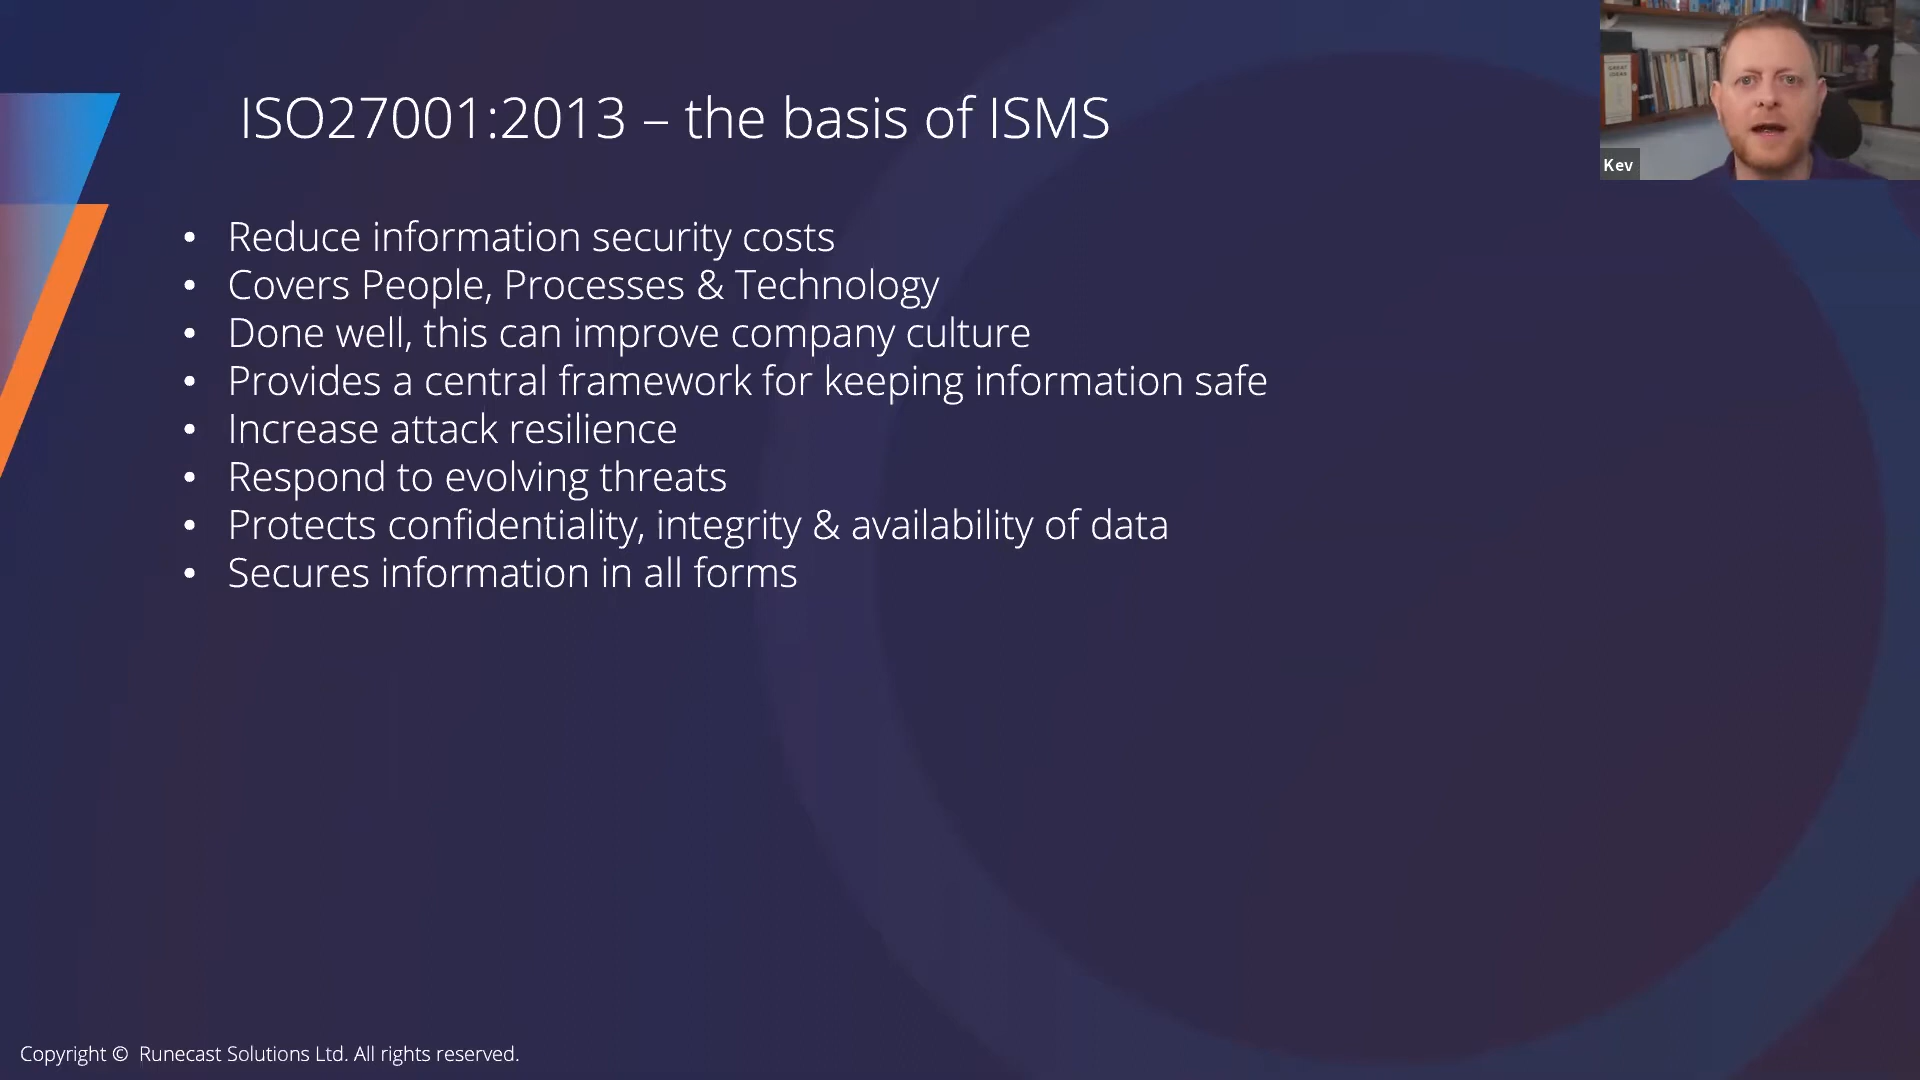 ISO27001:2013 – the basis of ISMS
• Reduce information security costs
• Covers People, Processes & Technology
• Done well, this can improve company culture
• Provides a central framework for keeping information safe
• Increase attack resilience
• Respond to evolving threats
• Protects confidentiality, integrity & availability of data
• Secures information in all forms
GREAT
IDEAS
Kev
Copyright © Runecast Solutions Ltd. All rights reserved.